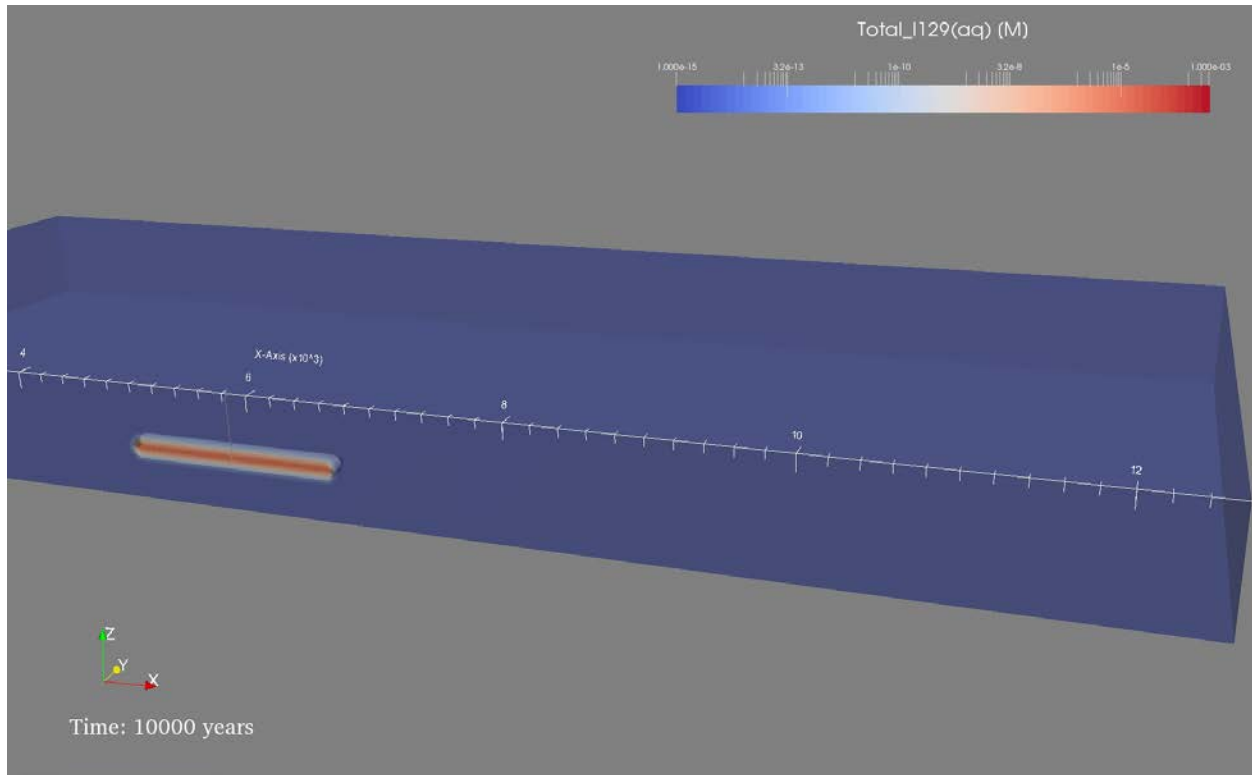 Total_I129(aq) [M]
1.000e-15 3.2e-13 1e-10 3.2e-8 1e-5 1.000e-03
4
X-Axis (x10^3)
6
8
10
12
Z
Y
X
Time: 10000 years